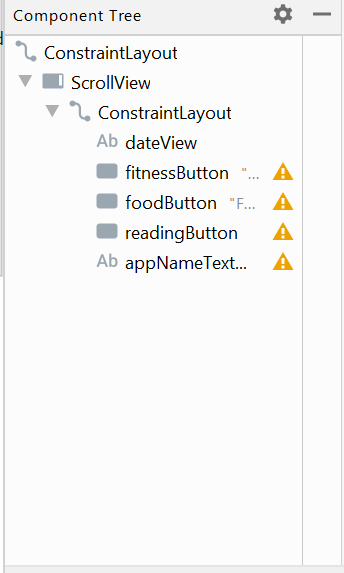 Component Tree
ConstraintLayout
ScrollView
ConstraintLayout
Ab dateView
fitnessButton "...
foodButton "F...
readingButton
Ab appNameText...